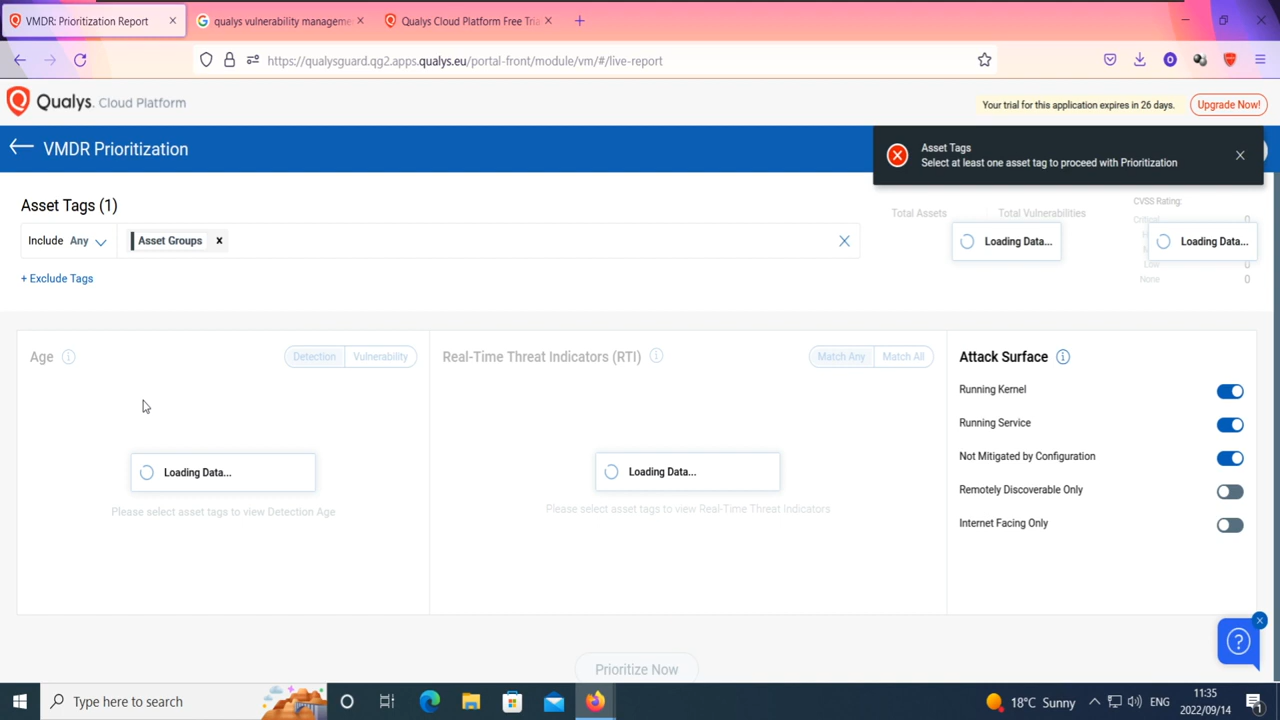 VMDR: Prioritization Report
qualys vulnerability manageme
Qualys Cloud Platform Free Tria
https://qualysguard.qg2.apps.qualys.eu/portal-front/module/vm/#/live-report
Qualys. Cloud Platform
Your trial for this application expires in 26 days.
Upgrade Now!
VMDR Prioritization
Asset Tags
Select at least one asset tag to proceed with Prioritization
Asset Tags (1)
Include Any
Asset Groups
+ Exclude Tags
Total Assets
Total Vulnerabilities
CVSS Rating:
Critical 0
Loading Data...
Loading Data...
Low 0
None 0
Age
Detection
Vulnerability
Loading Data...
Please select asset tags to view Detection Age
Real-Time Threat Indicators (RTI)
Match Any
Match All
Loading Data...
Please select asset tags to view Real-Time Threat Indicators
Attack Surface
Running Kernel
Running Service
Not Mitigated by Configuration
Remotely Discoverable Only
Internet Facing Only
Prioritize Now
Type here to search
18°C Sunny
ENG
11:35
2022/09/14
1